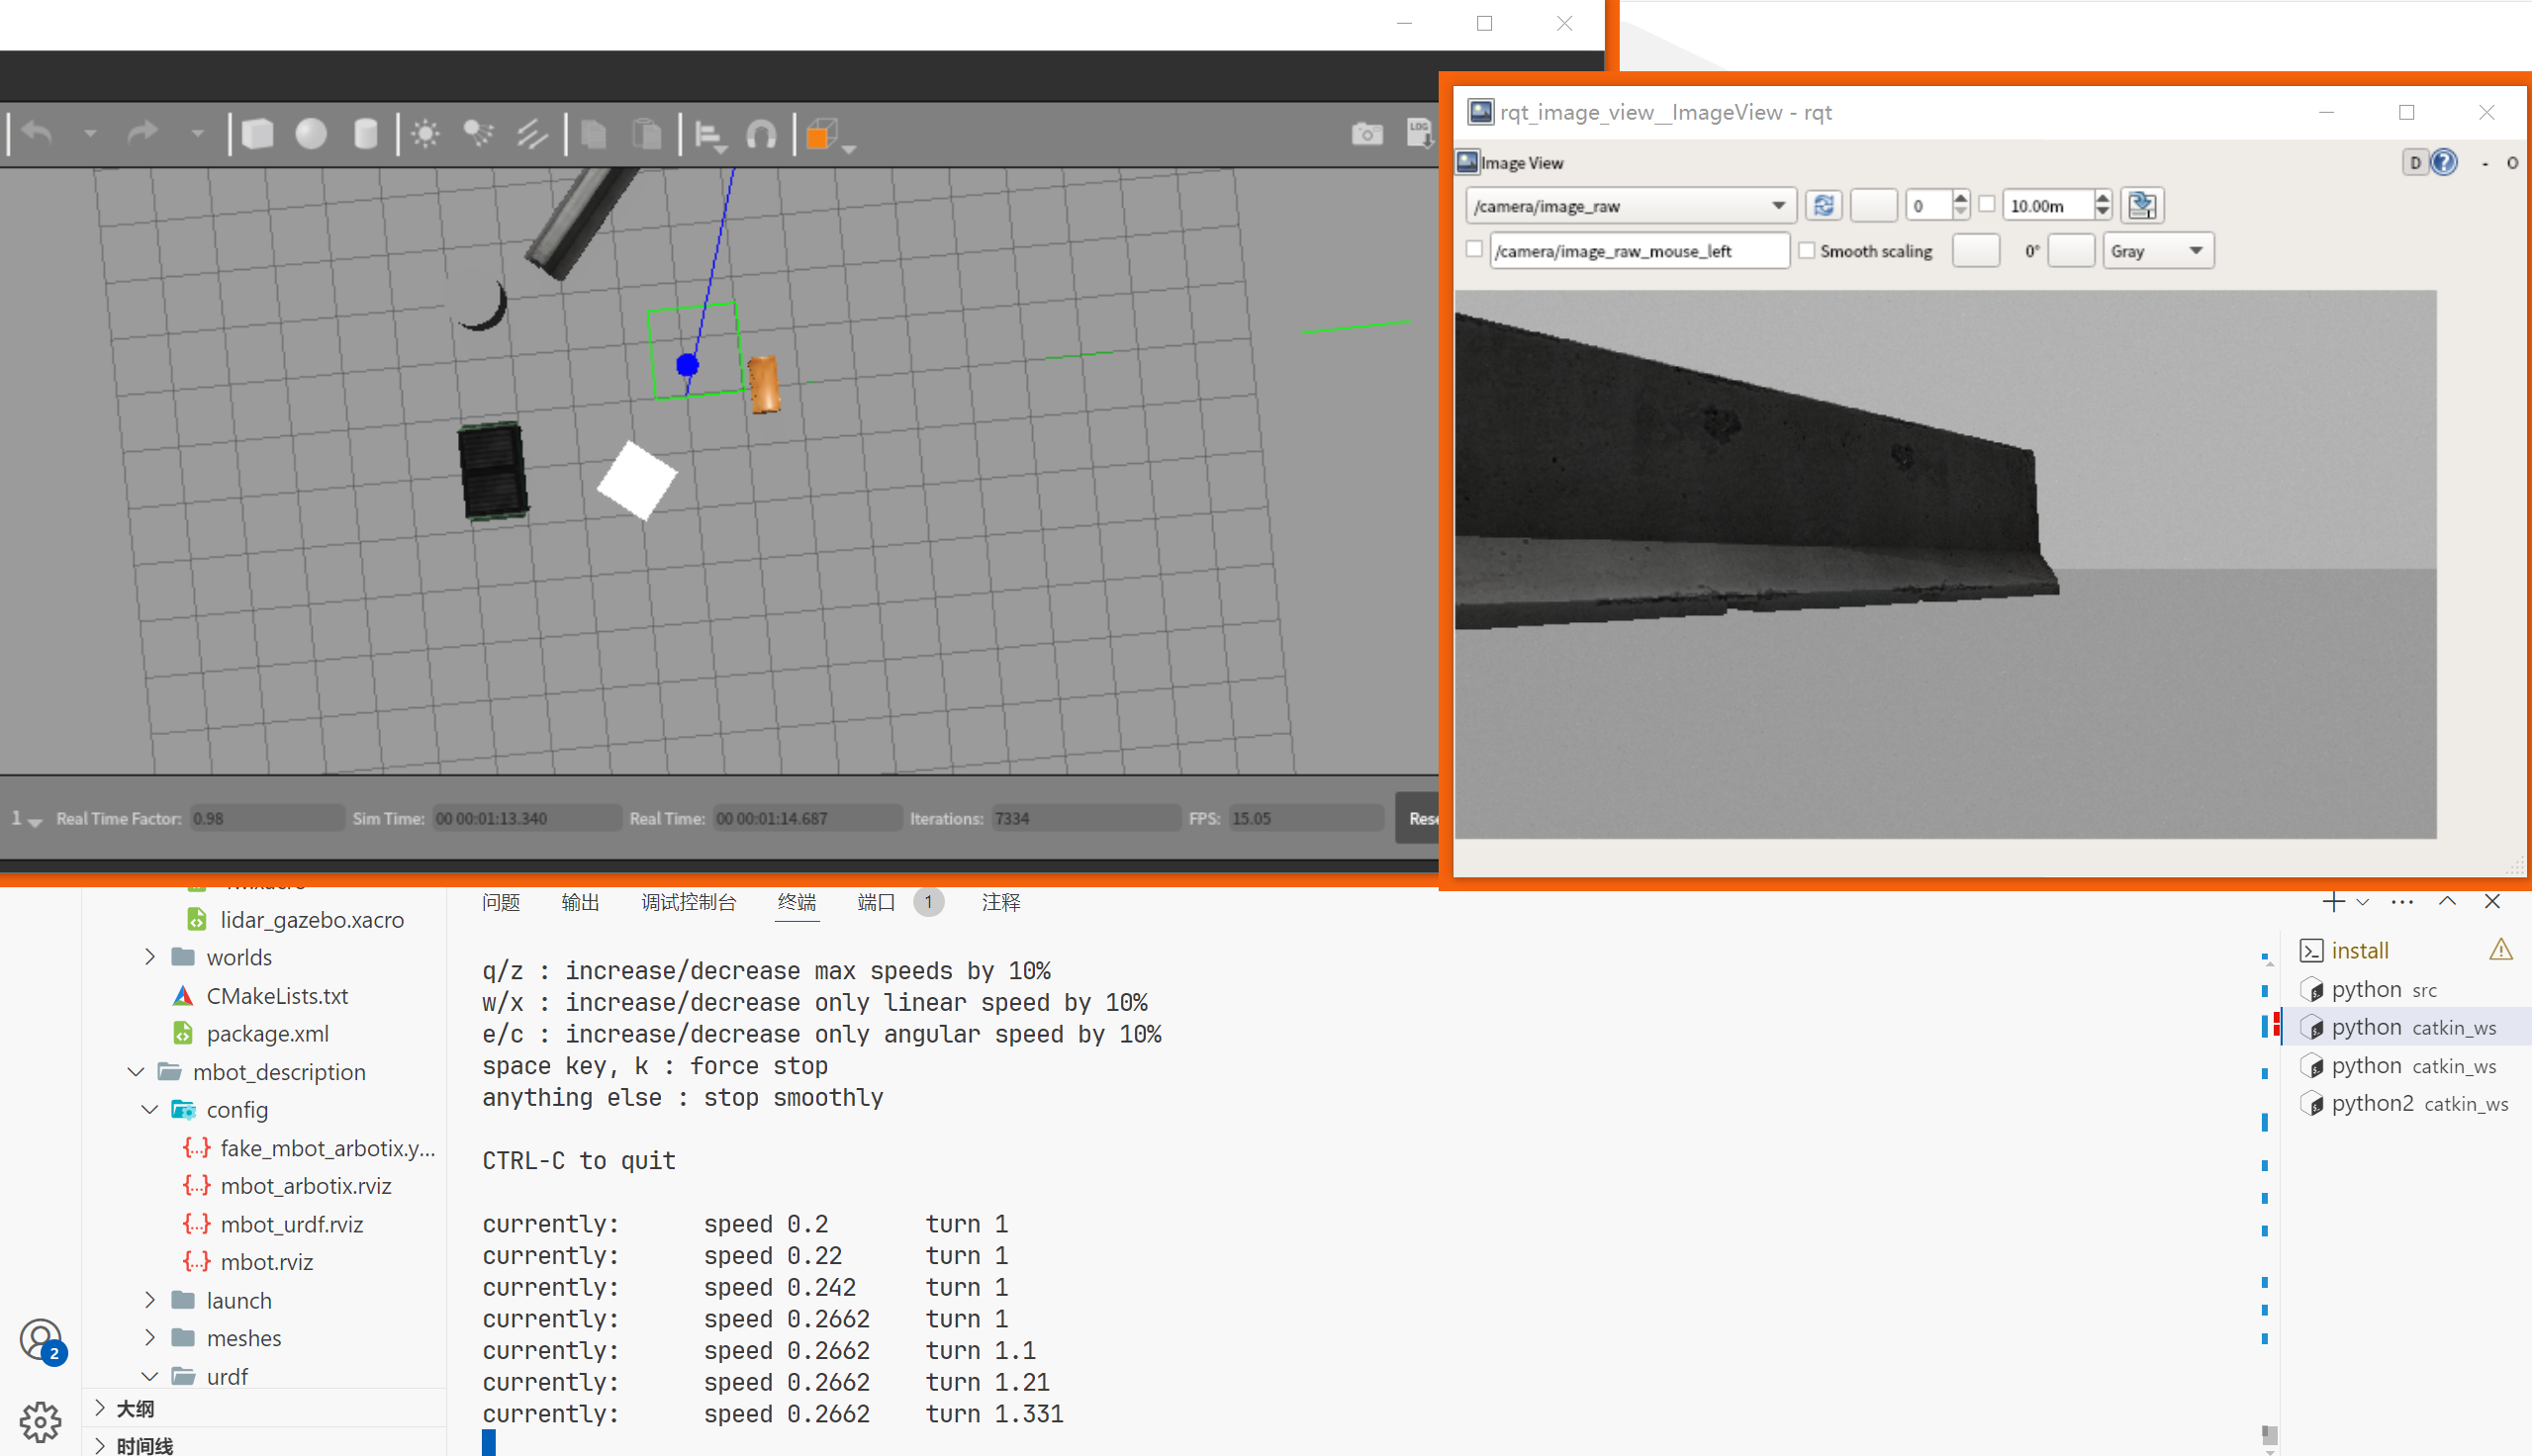 rqt_image_view__ImageView - rqt
Image View
D
- O
/camera/image_raw
0
10.00m
/camera/image_raw_mouse_left
Smooth scaling
0°
Gray
LOG
1
Real Time Factor: 0.98
Sim Time: 00 00:01:13.340
Real Time: 00 00:01:14.687
Iterations: 7334
FPS: 15.05
Rese
lidar_gazebo.xacro
worlds
CMakeLists.txt
package.xml
mbot_description
config
fake_mbot_arbotix.y...
mbot_arbotix.rviz
mbot_urdf.rviz
mbot.rviz
launch
meshes
urdf
大纲
时间线
2
问题 输出 调试控制台 终端 端口 1 注释
q/z : increase/decrease max speeds by 10%
w/x : increase/decrease only linear speed by 10%
e/c : increase/decrease only angular speed by 10%
space key, k : force stop
anything else : stop smoothly
CTRL-C to quit
currently: speed 0.2 turn 1
currently: speed 0.22 turn 1
currently: speed 0.242 turn 1
currently: speed 0.2662 turn 1
currently: speed 0.2662 turn 1.1
currently: speed 0.2662 turn 1.21
currently: speed 0.2662 turn 1.331
install
python src
python catkin_ws
python catkin_ws
python2 catkin_ws